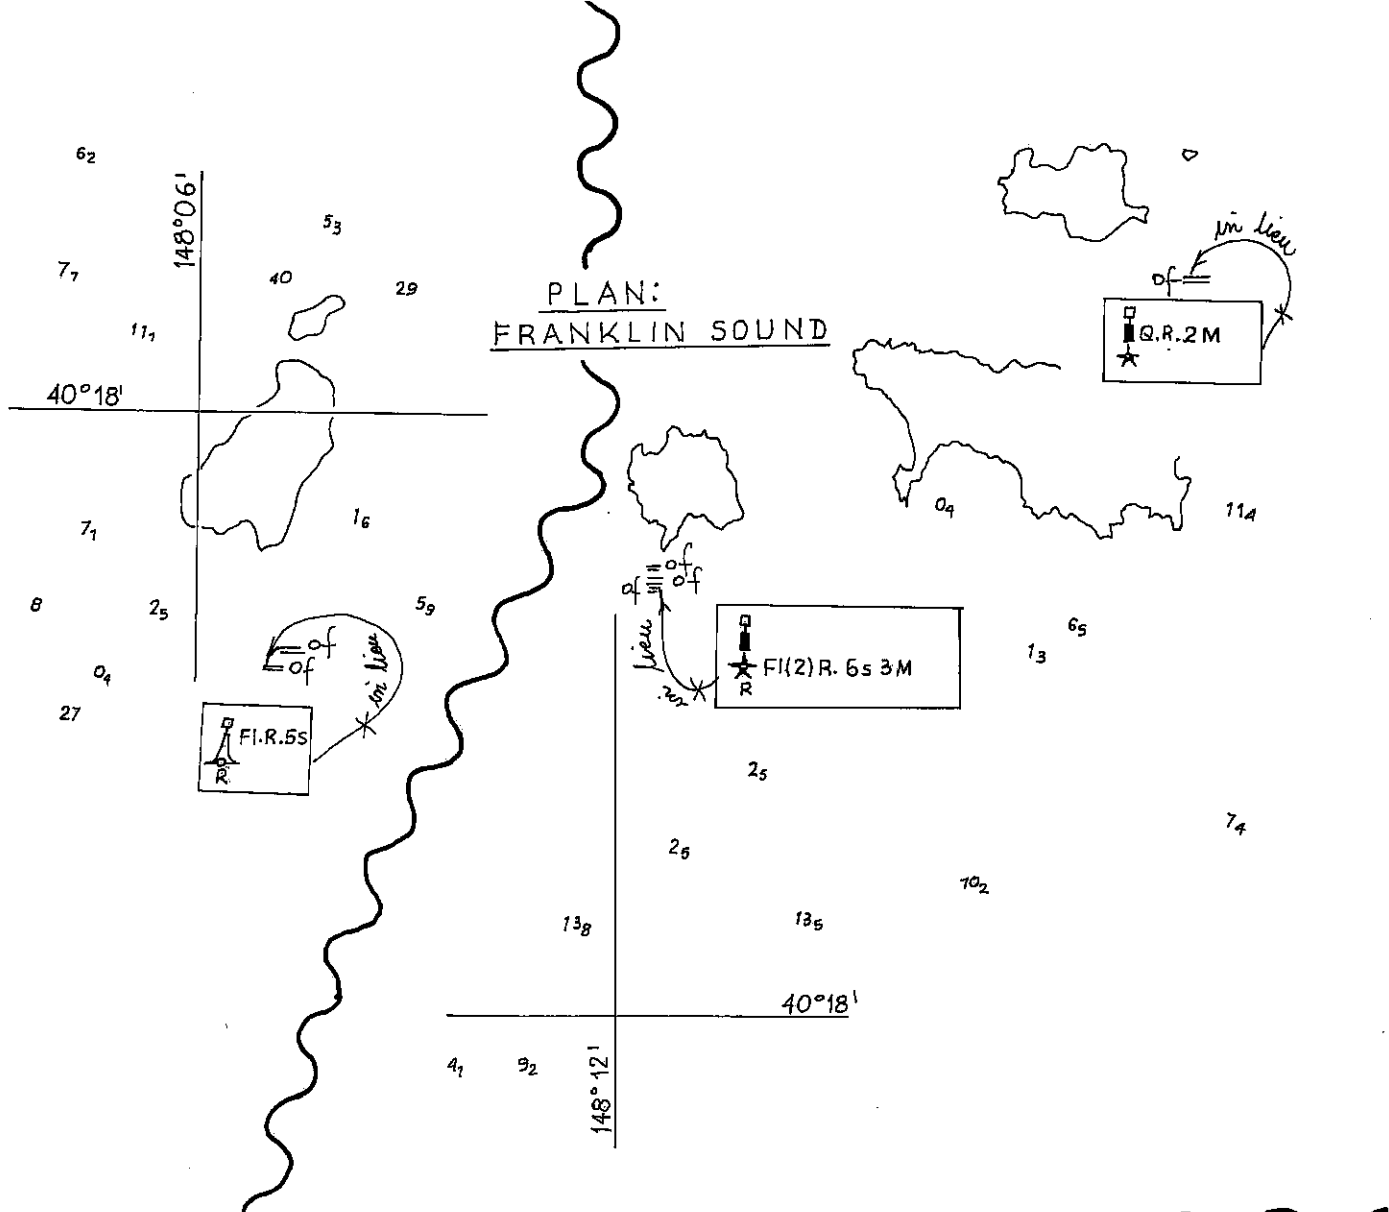 6₂
148°06'
5₃
in lieu
7₇
40
29
of
PLAN:
FRANKLIN SOUND
11₁
Q.R.2M
40°18'
1₆
0₄
11₄
7₁
of
of
of
8
2₅
5₉
6₅
in lieu
of
of
in lieu
1₃
0₄
Fl(2)R. 6s 3M
R
27
Fl.R.5s
R
2₅
7₄
2₅
10₂
13₈
13₅
40°18'
4₁
9₂
148°12'